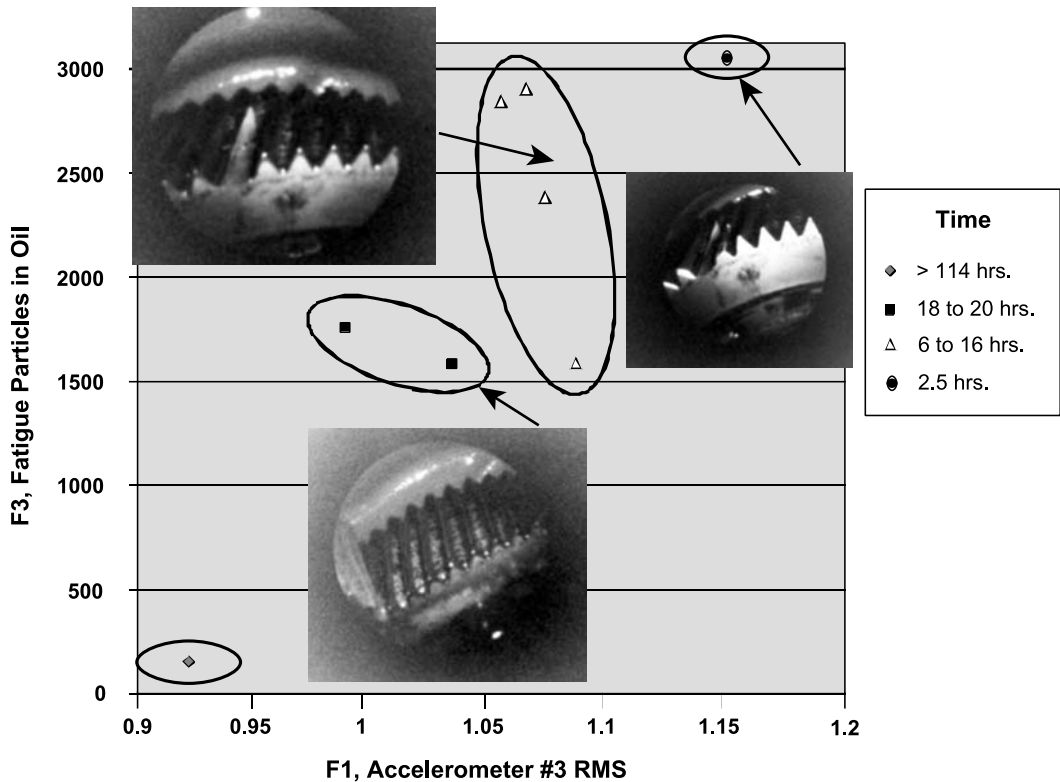 3000
2500
2000
1500
1000
500
0
F3, Fatigue Particles in Oil
0.9 0.95 1 1.05 1.1 1.15 1.2
F1, Accelerometer #3 RMS
Time
> 114 hrs.
18 to 20 hrs.
6 to 16 hrs.
2.5 hrs.